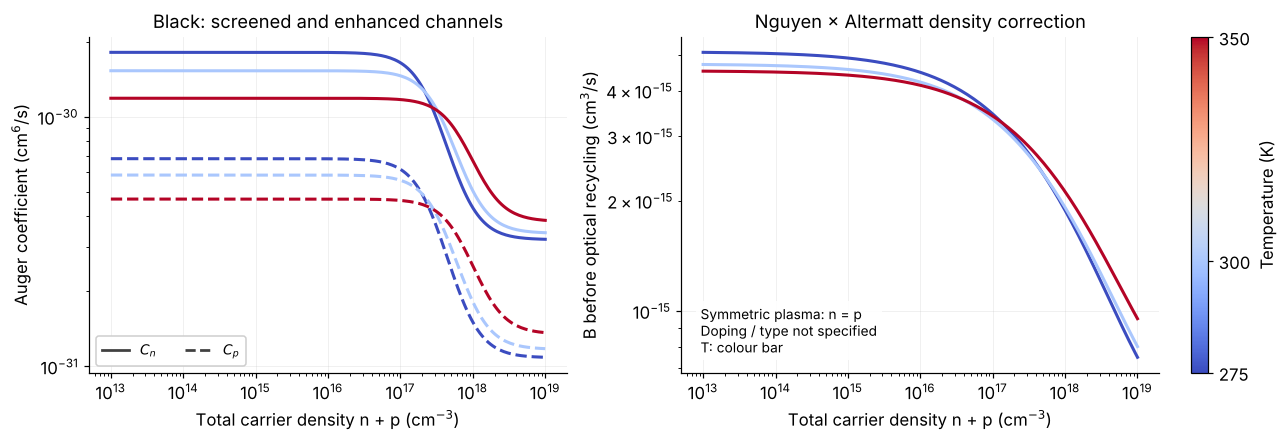 Black: screened and enhanced channels
Auger coefficient (cm⁶/s)
10⁻³⁰
10⁻³¹
C_n
C_p
10¹³ 10¹⁴ 10¹⁵ 10¹⁶ 10¹⁷ 10¹⁸ 10¹⁹
Total carrier density n + p (cm⁻³)
Nguyen × Altermatt density correction
B before optical recycling (cm³/s)
4 × 10⁻¹⁵
3 × 10⁻¹⁵
2 × 10⁻¹⁵
10⁻¹⁵
Symmetric plasma: n = p
Doping / type not specified
T: colour bar
10¹³ 10¹⁴ 10¹⁵ 10¹⁶ 10¹⁷ 10¹⁸ 10¹⁹
Total carrier density n + p (cm⁻³)
350
300
275
Temperature (K)